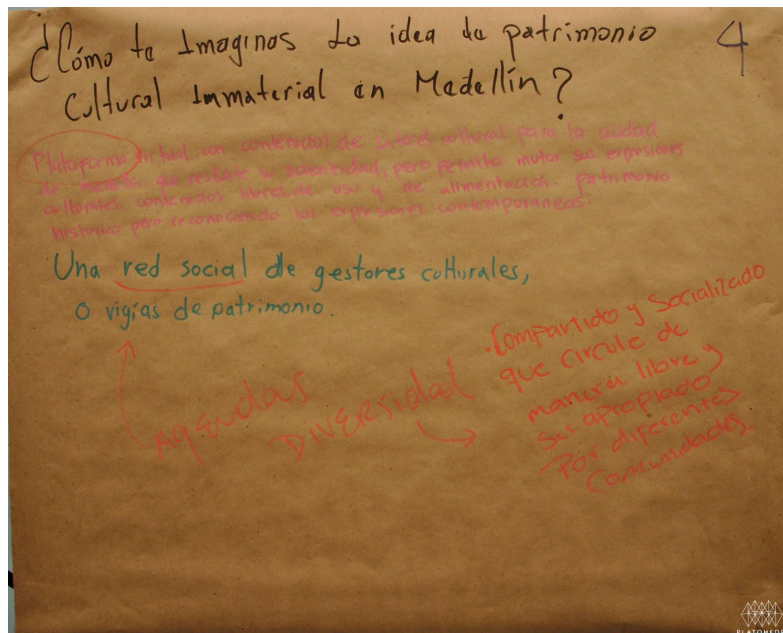 ¿Cómo te Imaginas La idea de patrimonio
Cultural Inmaterial en Medellín?
4
Plataforma Virtual con contenidos de interés cultural para la ciudad
de Medellín, que rescate la identidad, pero permita mutar sus expresiones
culturales, contenidos libres de uso y de alimentación. Patrimonio
histórico pero reconociendo las expresiones contemporáneas.
Una red social de gestores colturales,
o vigías de patrimonio.
Agendas
DIVERSIdad
·Compartido y Socializado
que circule de
manera libre y
sea apropiado
Por diferentes
Comunidades.
PLATOHEDRO